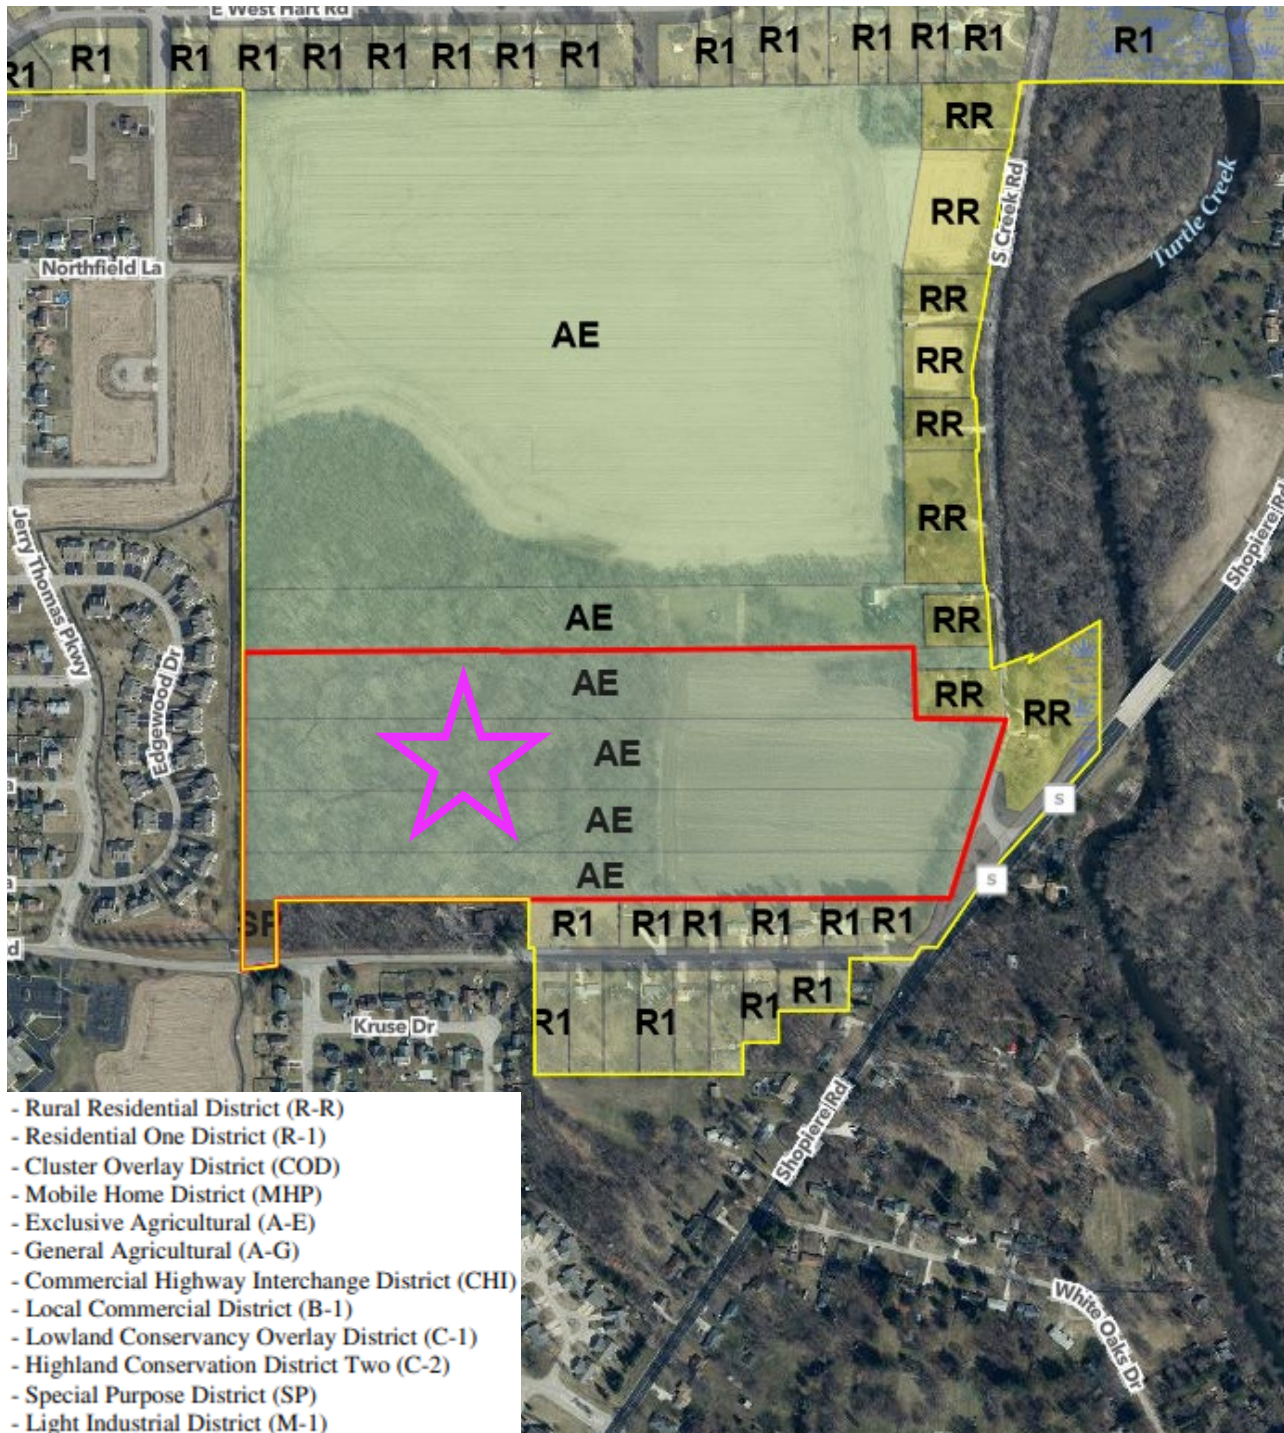 E West Hart Rd
R1 R1 R1 R1 R1 R1 R1 R1 R1 R1 R1 R1 R1 R1 R1
RR
Turtle Creek
RR
S Creek Rd
Northfield La
RR
AE
RR
RR
RR
Shopiere Rd
Jerry Thomas Pkwy
AE
RR
Edgewood Dr
AE
RR
RR
AE
S
AE
AE
S
SP
R1 R1 R1 R1 R1 R1
d
R1
R1
R1
R1
Kruse Dr
Shopiere Rd
White Oaks Dr
- Rural Residential District (R-R)
- Residential One District (R-1)
- Cluster Overlay District (COD)
- Mobile Home District (MHP)
- Exclusive Agricultural (A-E)
- General Agricultural (A-G)
- Commercial Highway Interchange District (CHI)
- Local Commercial District (B-1)
- Lowland Conservancy Overlay District (C-1)
- Highland Conservation District Two (C-2)
- Special Purpose District (SP)
- Light Industrial District (M-1)